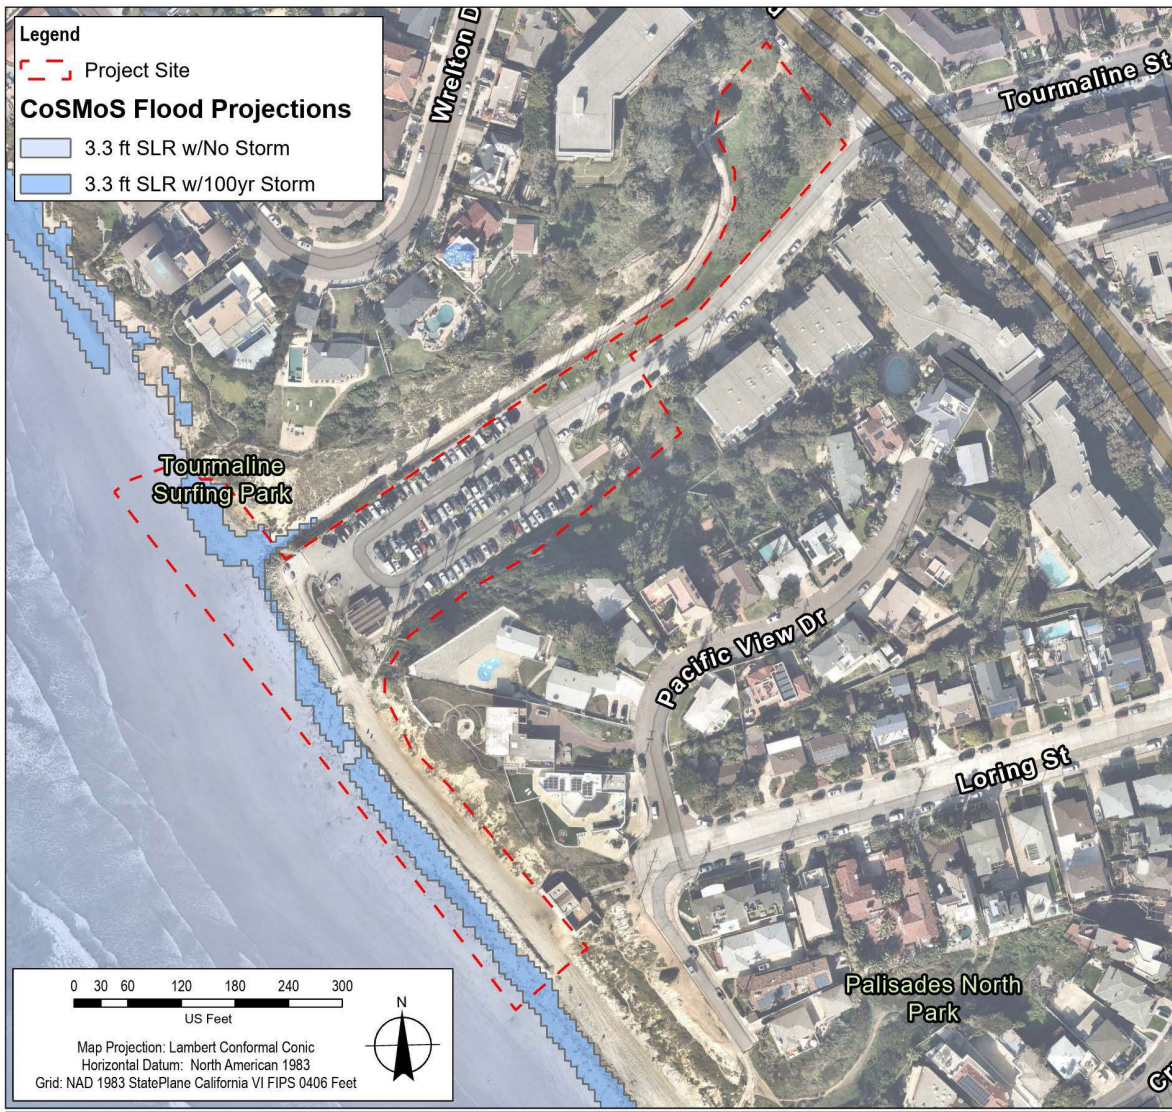 Legend
Project Site
CoSMoS Flood Projections
3.3 ft SLR w/No Storm
3.3 ft SLR w/100yr Storm
Wrelton D
Tourmaline St
Tourmaline
Surfing Park
Pacific View Dr
Loring St
Palisades North
Park
0 30 60 120 180 240 300
US Feet
N
Map Projection: Lambert Conformal Conic
Horizontal Datum: North American 1983
Grid: NAD 1983 StatePlane California VI FIPS 0406 Feet
Cr